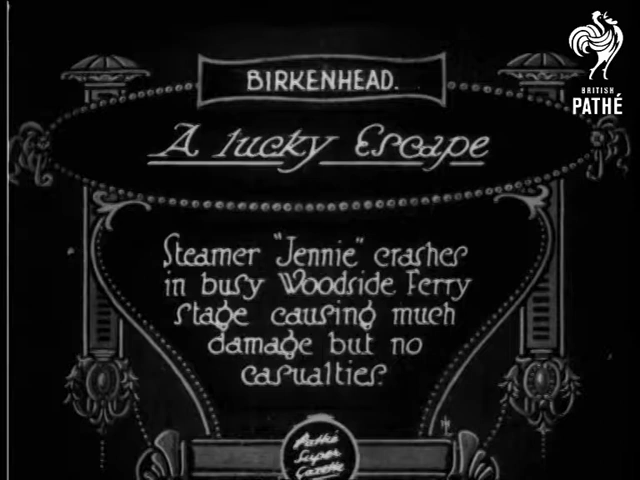 BIRKENHEAD.
A lucky Escape
Steamer "Jennie" crashes
in busy Woodside Ferry
stage causing much
damage but no
casualties.
Pathé
Super
Gazette
BRITISH
PATHÉ